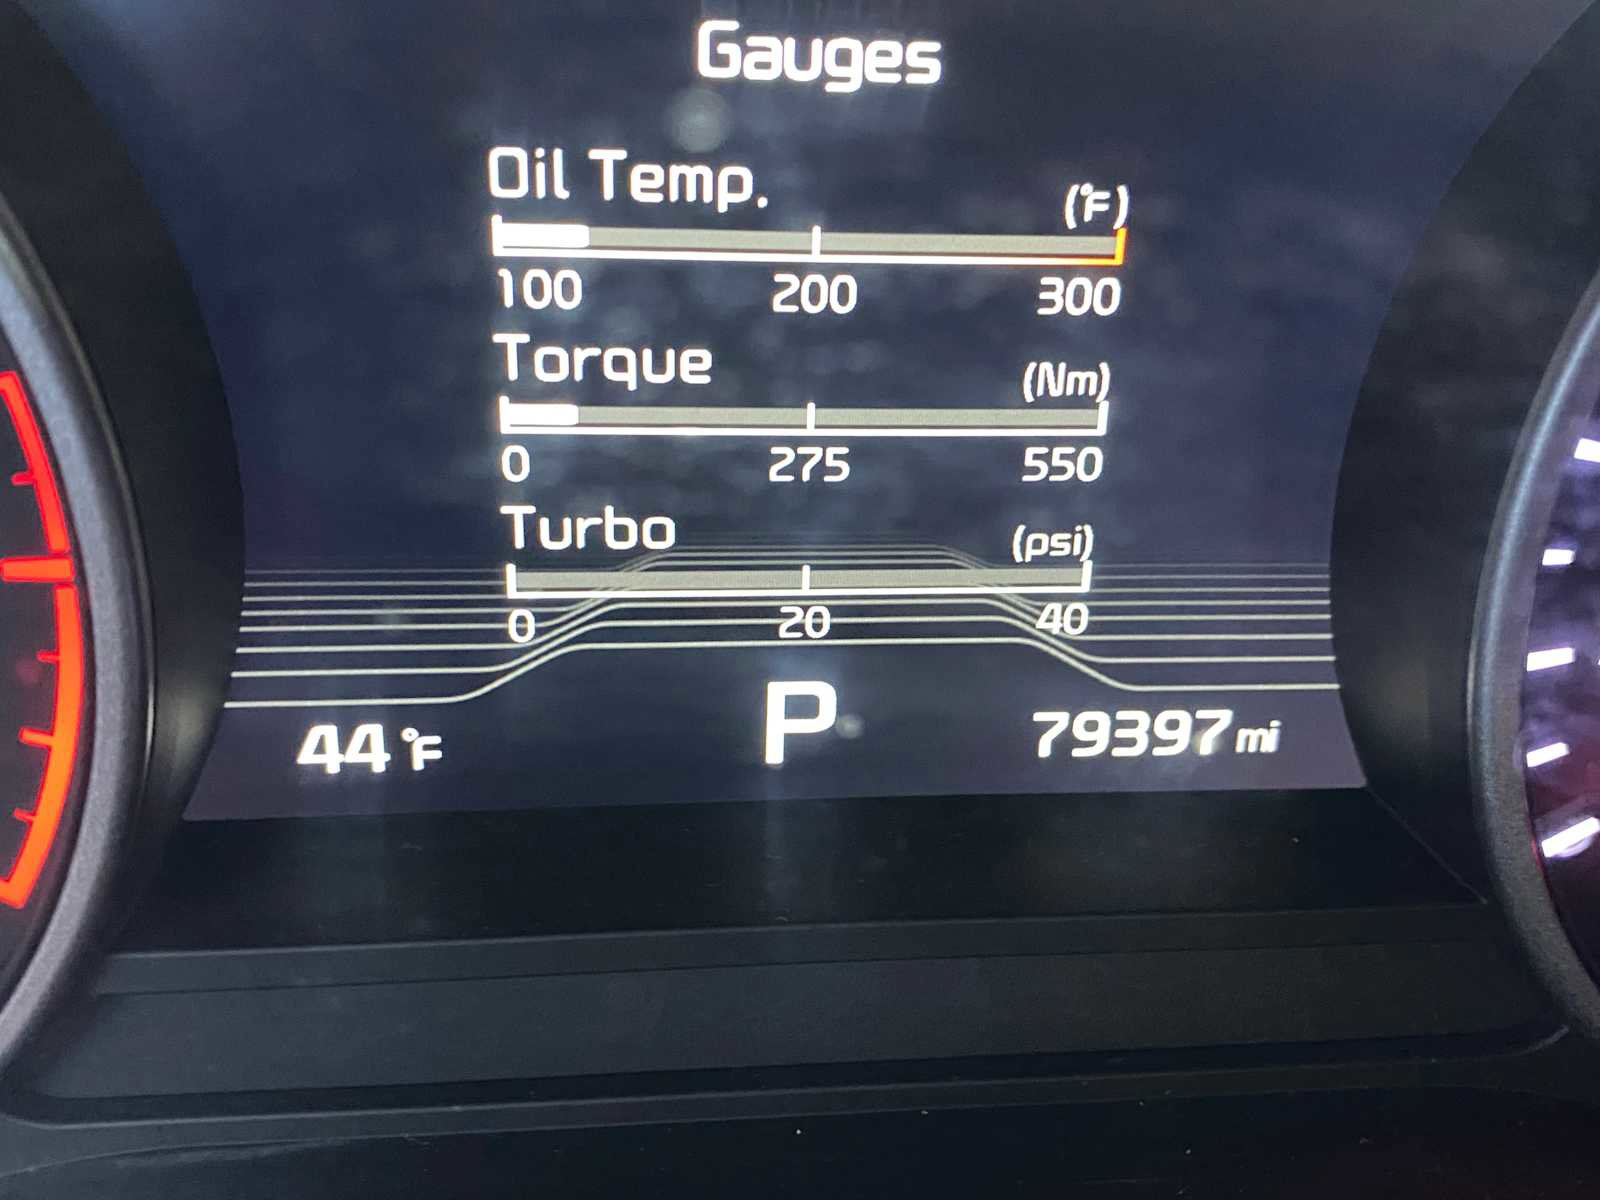 Gauges
Oil Temp. (°F)
100 200 300
Torque (Nm)
0 275 550
Turbo (psi)
0 20 40
44 °F P 79397 mi